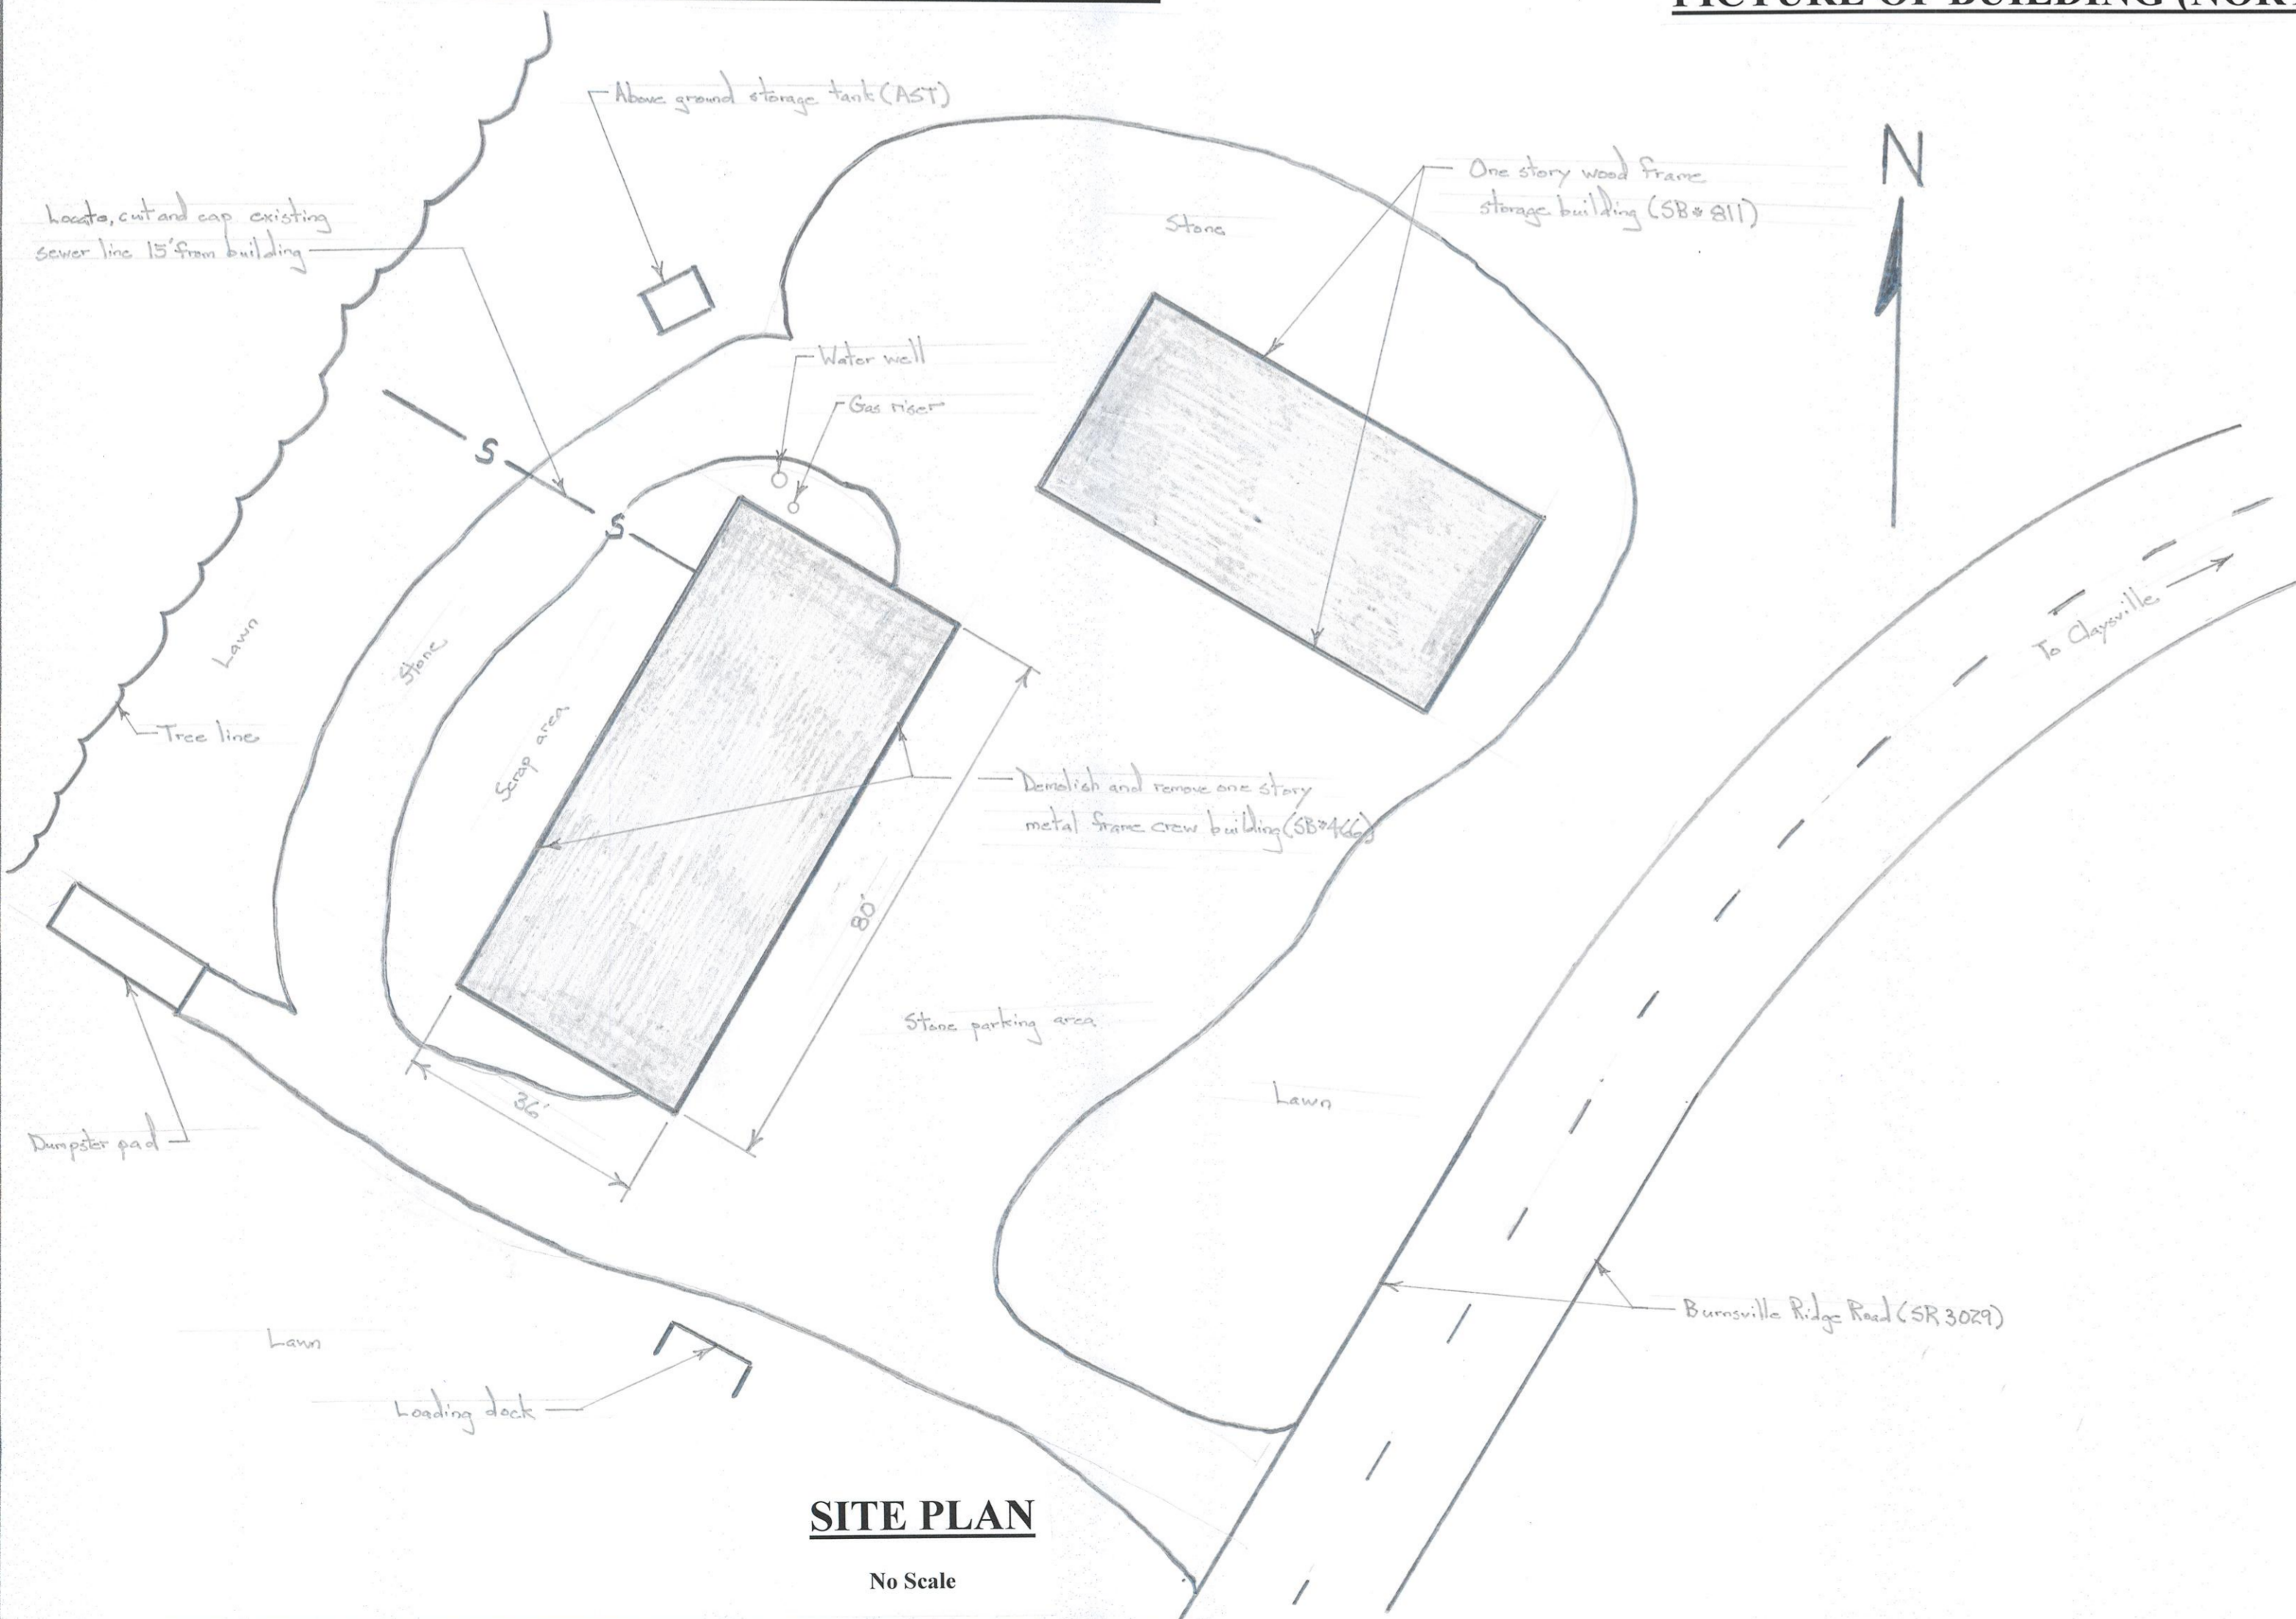 PICTURE OF BUILDING (NOR
Above ground storage tank (AST)
One story wood frame
storage building (SB# 811)
N
Locate, cut and cap existing
sewer line 15' from building
Stone
Water well
Gas riser
S
S
To Claysville
Lawn
Stone
Scrap area
Tree line
Demolish and remove one story
metal frame crew building (SB#466)
80'
Stone parking area
36'
Lawn
Dumpster pad
Burnsville Ridge Road (SR 3029)
Lawn
Loading dock
SITE PLAN
No Scale